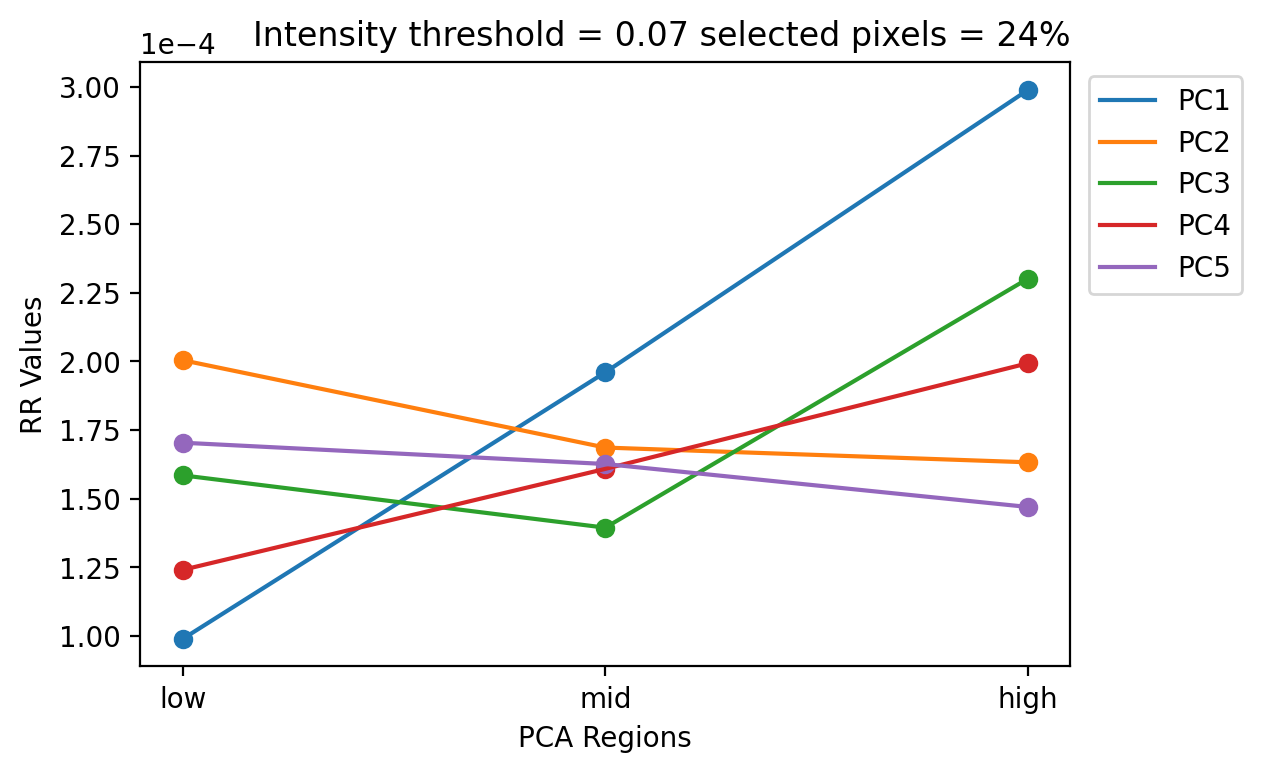 Intensity threshold = 0.07 selected pixels = 24%
1e−4
3.00
2.75
2.50
2.25
2.00
1.75
1.50
1.25
1.00
RR Values
low
mid
high
PCA Regions
PC1
PC2
PC3
PC4
PC5